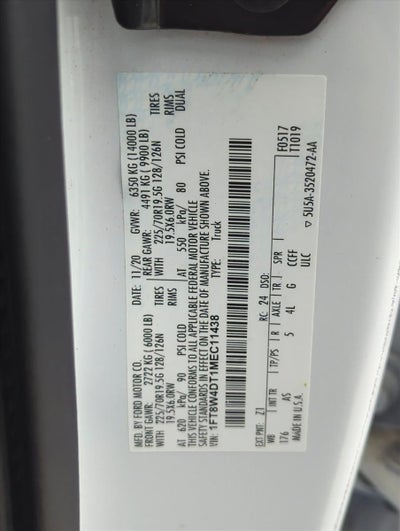 MFD. BY FORD MOTOR CO.
DATE: 11/20 GVWR: 6350 KG (14000 LB)
FRONT GAWR: 2722 KG (6000 LB) REAR GAWR: 4491 KG (9900 LB)
WITH 225/70R19.5G 128/126N TIRES WITH 225/70R19.5G 128/126N TIRES
19.5X6.0RW RIMS 19.5X6.0RW RIMS
AT 620 kPa/ 90 PSI COLD AT 550 kPa/ 80 PSI COLD DUAL
THIS VEHICLE CONFORMS TO ALL APPLICABLE FEDERAL MOTOR VEHICLE
SAFETY STANDARDS IN EFFECT ON THE DATE OF MANUFACTURE SHOWN ABOVE.
VIN: 1FT8W4DT1MEC11438 TYPE: Truck
F0517
T1019
EXT PNT: Z1 RC: 24 DSO:
WB INT TR TP/PS R AXLE TR SPR
176 AS 5 4L G CCFF
MADE IN U.S.A. ULC
5U5A-3520472-AA